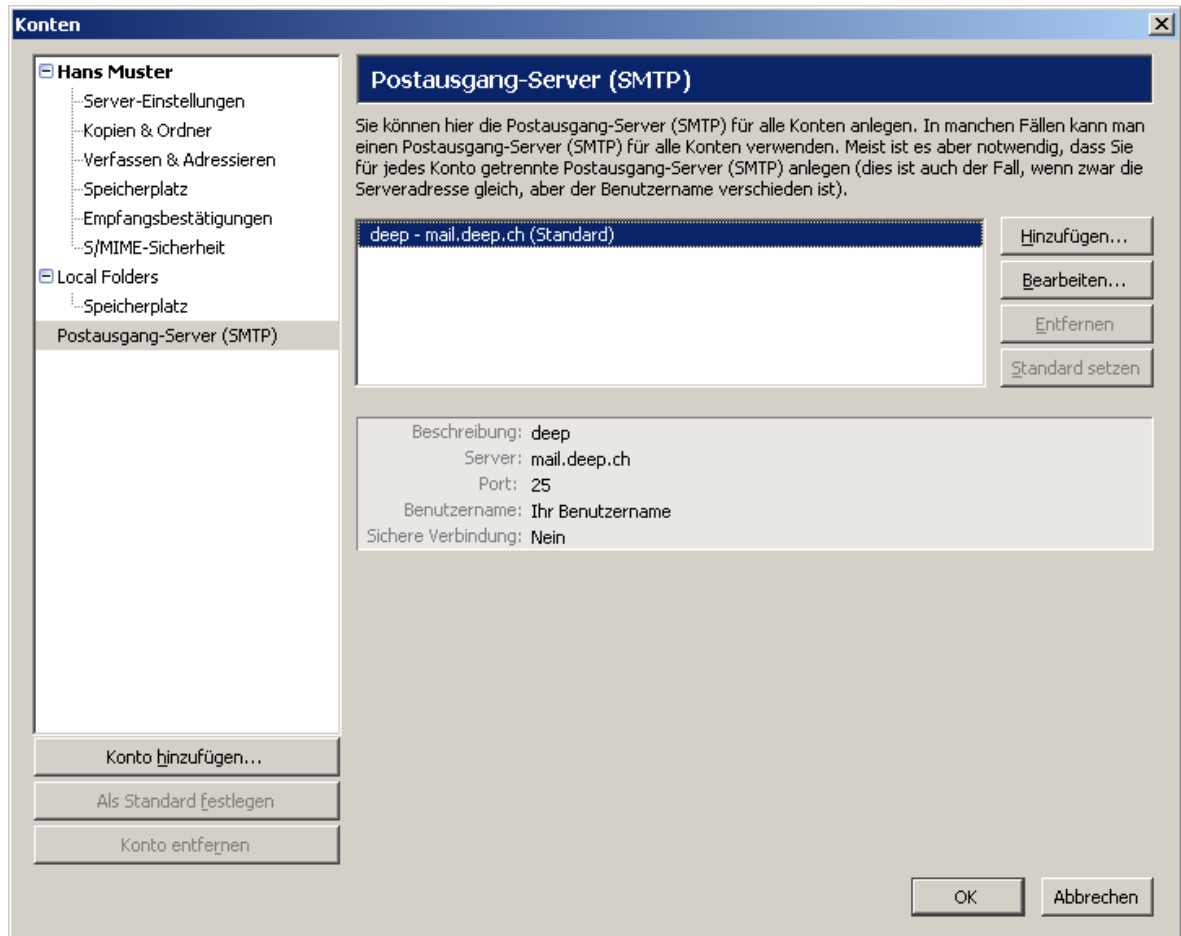 Konten
Hans Muster
Server-Einstellungen
Kopien & Ordner
Verfassen & Adressieren
Speicherplatz
Empfangsbestätigungen
S/MIME-Sicherheit
Local Folders
Speicherplatz
Postausgang-Server (SMTP)
Konto hinzufügen...
Als Standard festlegen
Konto entfernen
Postausgang-Server (SMTP)
Sie können hier die Postausgang-Server (SMTP) für alle Konten anlegen. In manchen Fällen kann man
einen Postausgang-Server (SMTP) für alle Konten verwenden. Meist ist es aber notwendig, dass Sie
für jedes Konto getrennte Postausgang-Server (SMTP) anlegen (dies ist auch der Fall, wenn zwar die
Serveradresse gleich, aber der Benutzername verschieden ist).
deep - mail.deep.ch (Standard)
Hinzufügen...
Bearbeiten...
Entfernen
Standard setzen
Beschreibung: deep
Server: mail.deep.ch
Port: 25
Benutzername: Ihr Benutzername
Sichere Verbindung: Nein
OK
Abbrechen